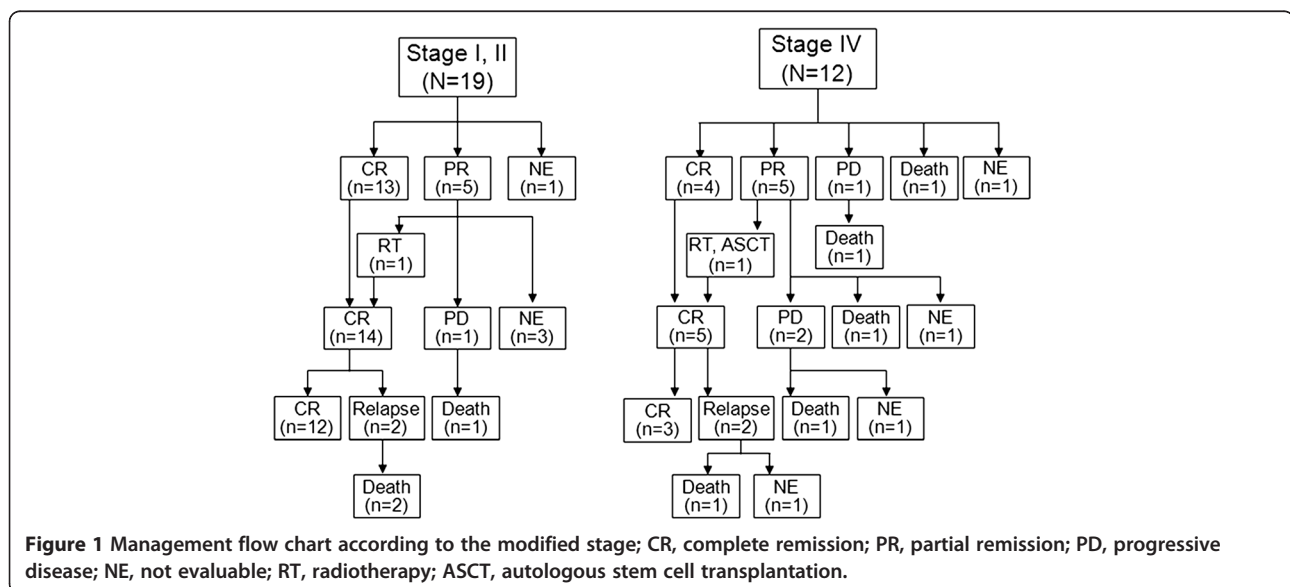 Stage I, II
(N=19)
CR
(n=13)
PR
(n=5)
NE
(n=1)
RT
(n=1)
CR
(n=14)
PD
(n=1)
NE
(n=3)
CR
(n=12)
Relapse
(n=2)
Death
(n=1)
Death
(n=2)
Stage IV
(N=12)
CR
(n=4)
PR
(n=5)
PD
(n=1)
Death
(n=1)
NE
(n=1)
RT, ASCT
(n=1)
Death
(n=1)
CR
(n=5)
PD
(n=2)
Death
(n=1)
NE
(n=1)
CR
(n=3)
Relapse
(n=2)
Death
(n=1)
NE
(n=1)
Death
(n=1)
NE
(n=1)
Figure 1 Management flow chart according to the modified stage; CR, complete remission; PR, partial remission; PD, progressive
disease; NE, not evaluable; RT, radiotherapy; ASCT, autologous stem cell transplantation.